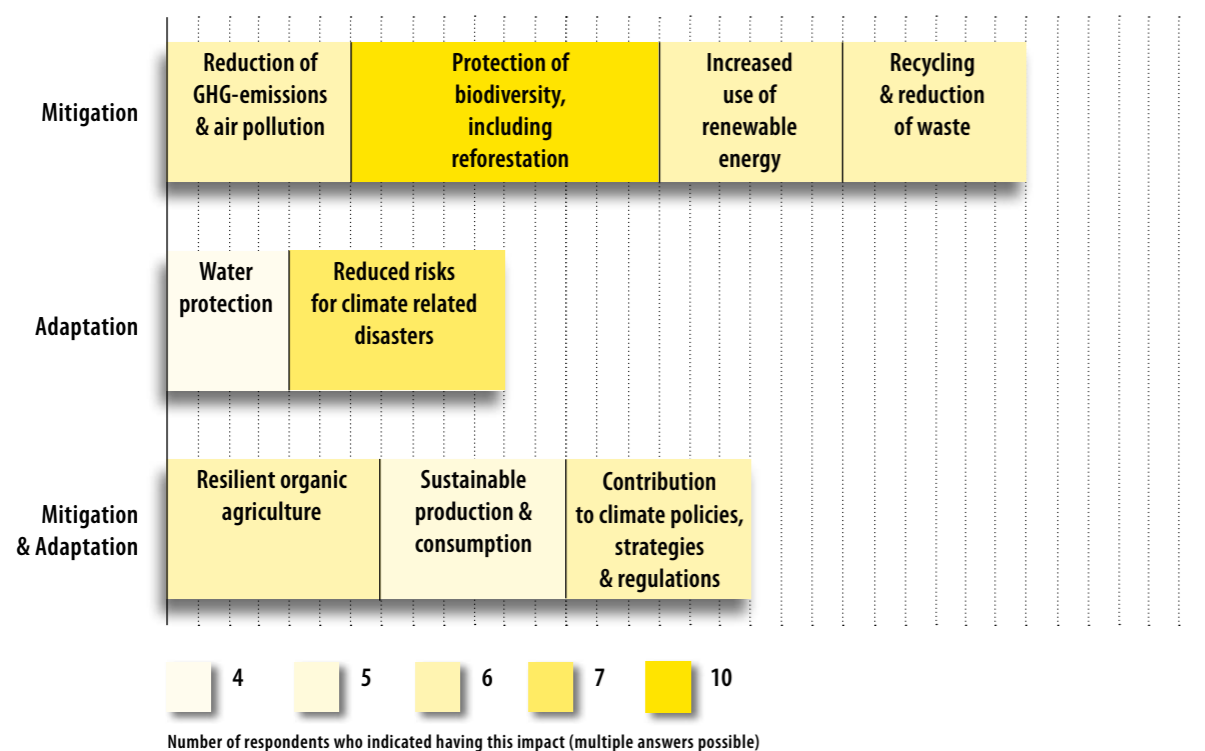 Mitigation
Reduction of
GHG-emissions
& air pollution
Protection of
biodiversity,
including
reforestation
Increased
use of
renewable
energy
Recycling
& reduction
of waste
Adaptation
Water
protection
Reduced risks
for climate related
disasters
Mitigation
& Adaptation
Resilient organic
agriculture
Sustainable
production &
consumption
Contribution
to climate policies,
strategies
& regulations
4
5
6
7
10
Number of respondents who indicated having this impact (multiple answers possible)